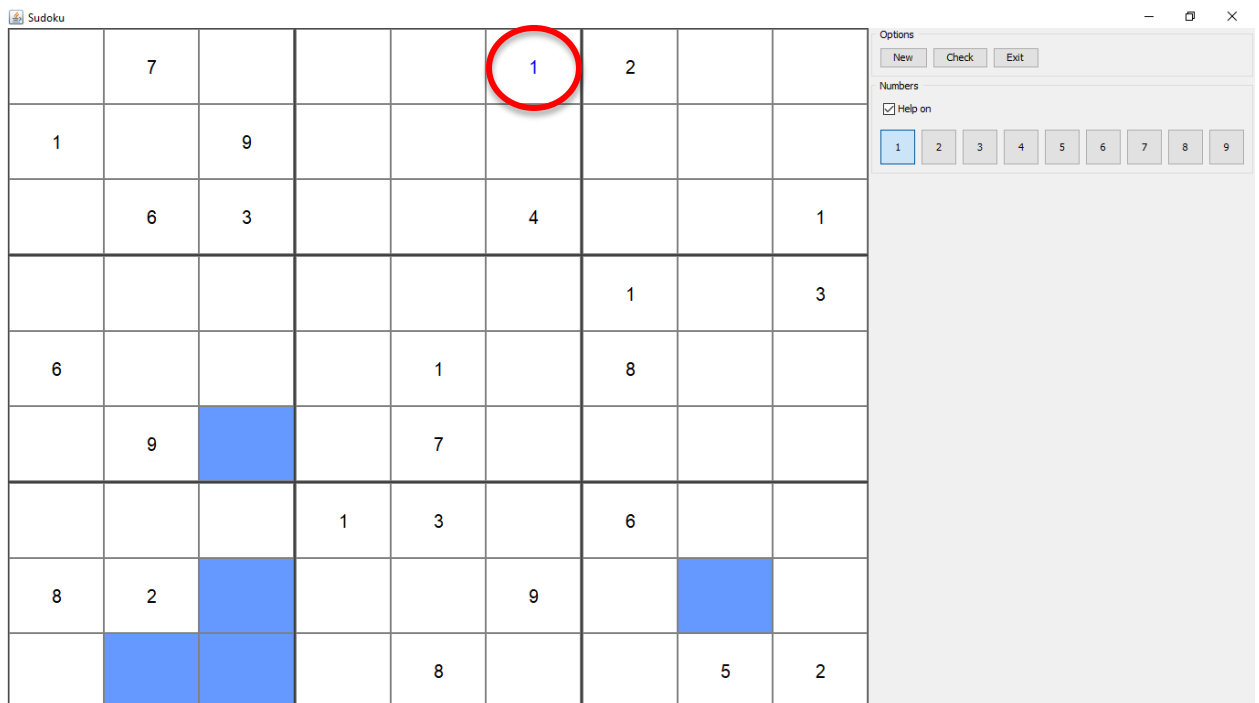 Sudoku
Options
New Check Exit
Numbers
Help on
1 2 3 4 5 6 7 8 9
7 1 2
1 9
6 3 4 1
1 3
6 1 8
9 7
1 3 6
8 2 9
8 5 2